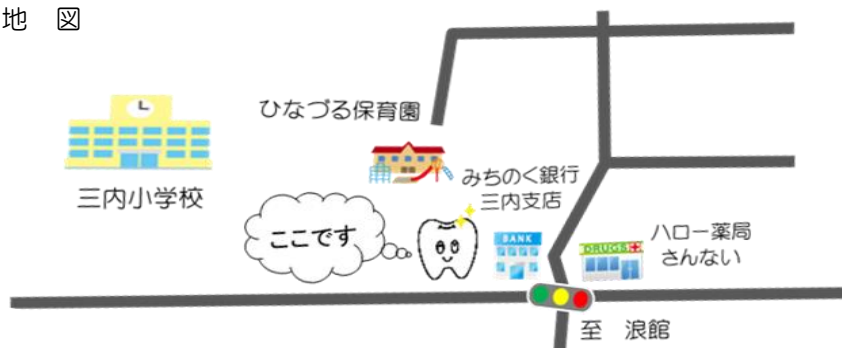 地 図
ひなづる保育園
三内小学校
みちのく銀行
三内支店
ここです
BANK
DRUGS
ハロー薬局
さんない
至 浪館